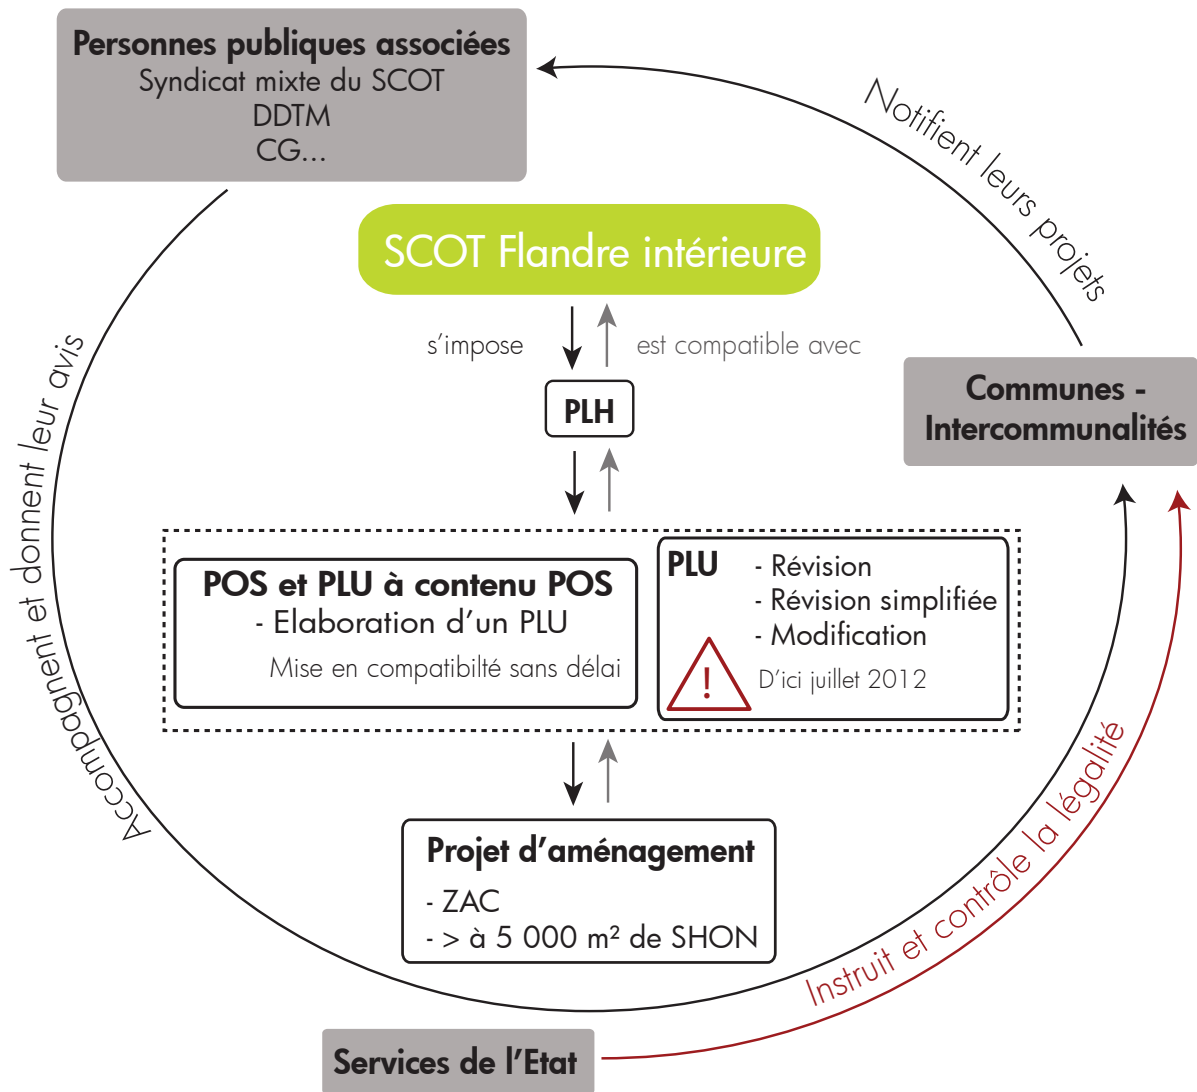 Personnes publiques associées
Syndicat mixte du SCOT
DDTM
CG...
Notifient leurs projets
SCOT Flandre intérieure
s'impose
est compatible avec
PLH
Communes -
Intercommunalités
Acccompagnent et donnent leur avis
POS et PLU à contenu POS
- Elaboration d'un PLU
Mise en compatibilté sans délai
PLU
- Révision
- Révision simplifiée
- Modification
!
D'ici juillet 2012
Projet d'aménagement
- ZAC
- > à 5 000 m² de SHON
Instruit et contrôle la légalité
Services de l'Etat